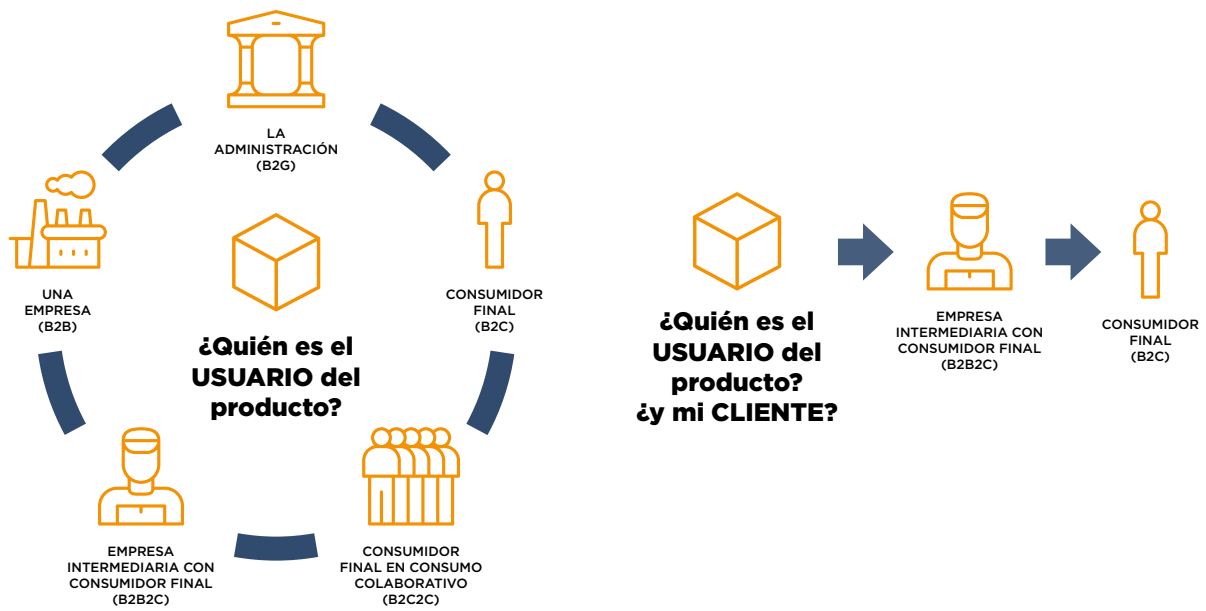 LA
ADMINISTRACIÓN
(B2G)
UNA
EMPRESA
(B2B)
CONSUMIDOR
FINAL
(B2C)
¿Quién es el
USUARIO del
producto?
EMPRESA
INTERMEDIARIA CON
CONSUMIDOR FINAL
(B2B2C)
CONSUMIDOR
FINAL EN CONSUMO
COLABORATIVO
(B2C2C)
¿Quién es el
USUARIO del
producto?
¿y mi CLIENTE?
EMPRESA
INTERMEDIARIA CON
CONSUMIDOR FINAL
(B2B2C)
CONSUMIDOR
FINAL
(B2C)